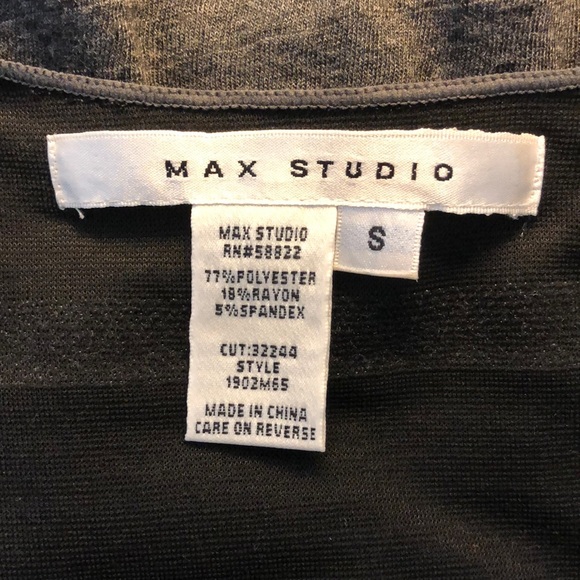 MAX STUDIO
S
MAX STUDIO
RN#58822
77%POLYESTER
18%RAYON
5%SPANDEX
CUT:32244
STYLE
1902M65
MADE IN CHINA
CARE ON REVERSE